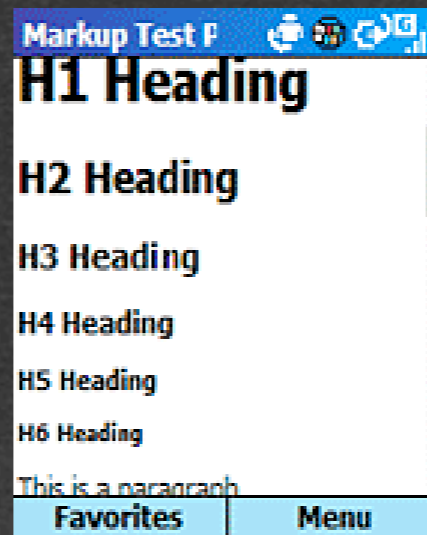 Markup Test P
H1 Heading
H2 Heading
H3 Heading
H4 Heading
H5 Heading
H6 Heading
This is a paragraph
Favorites Menu